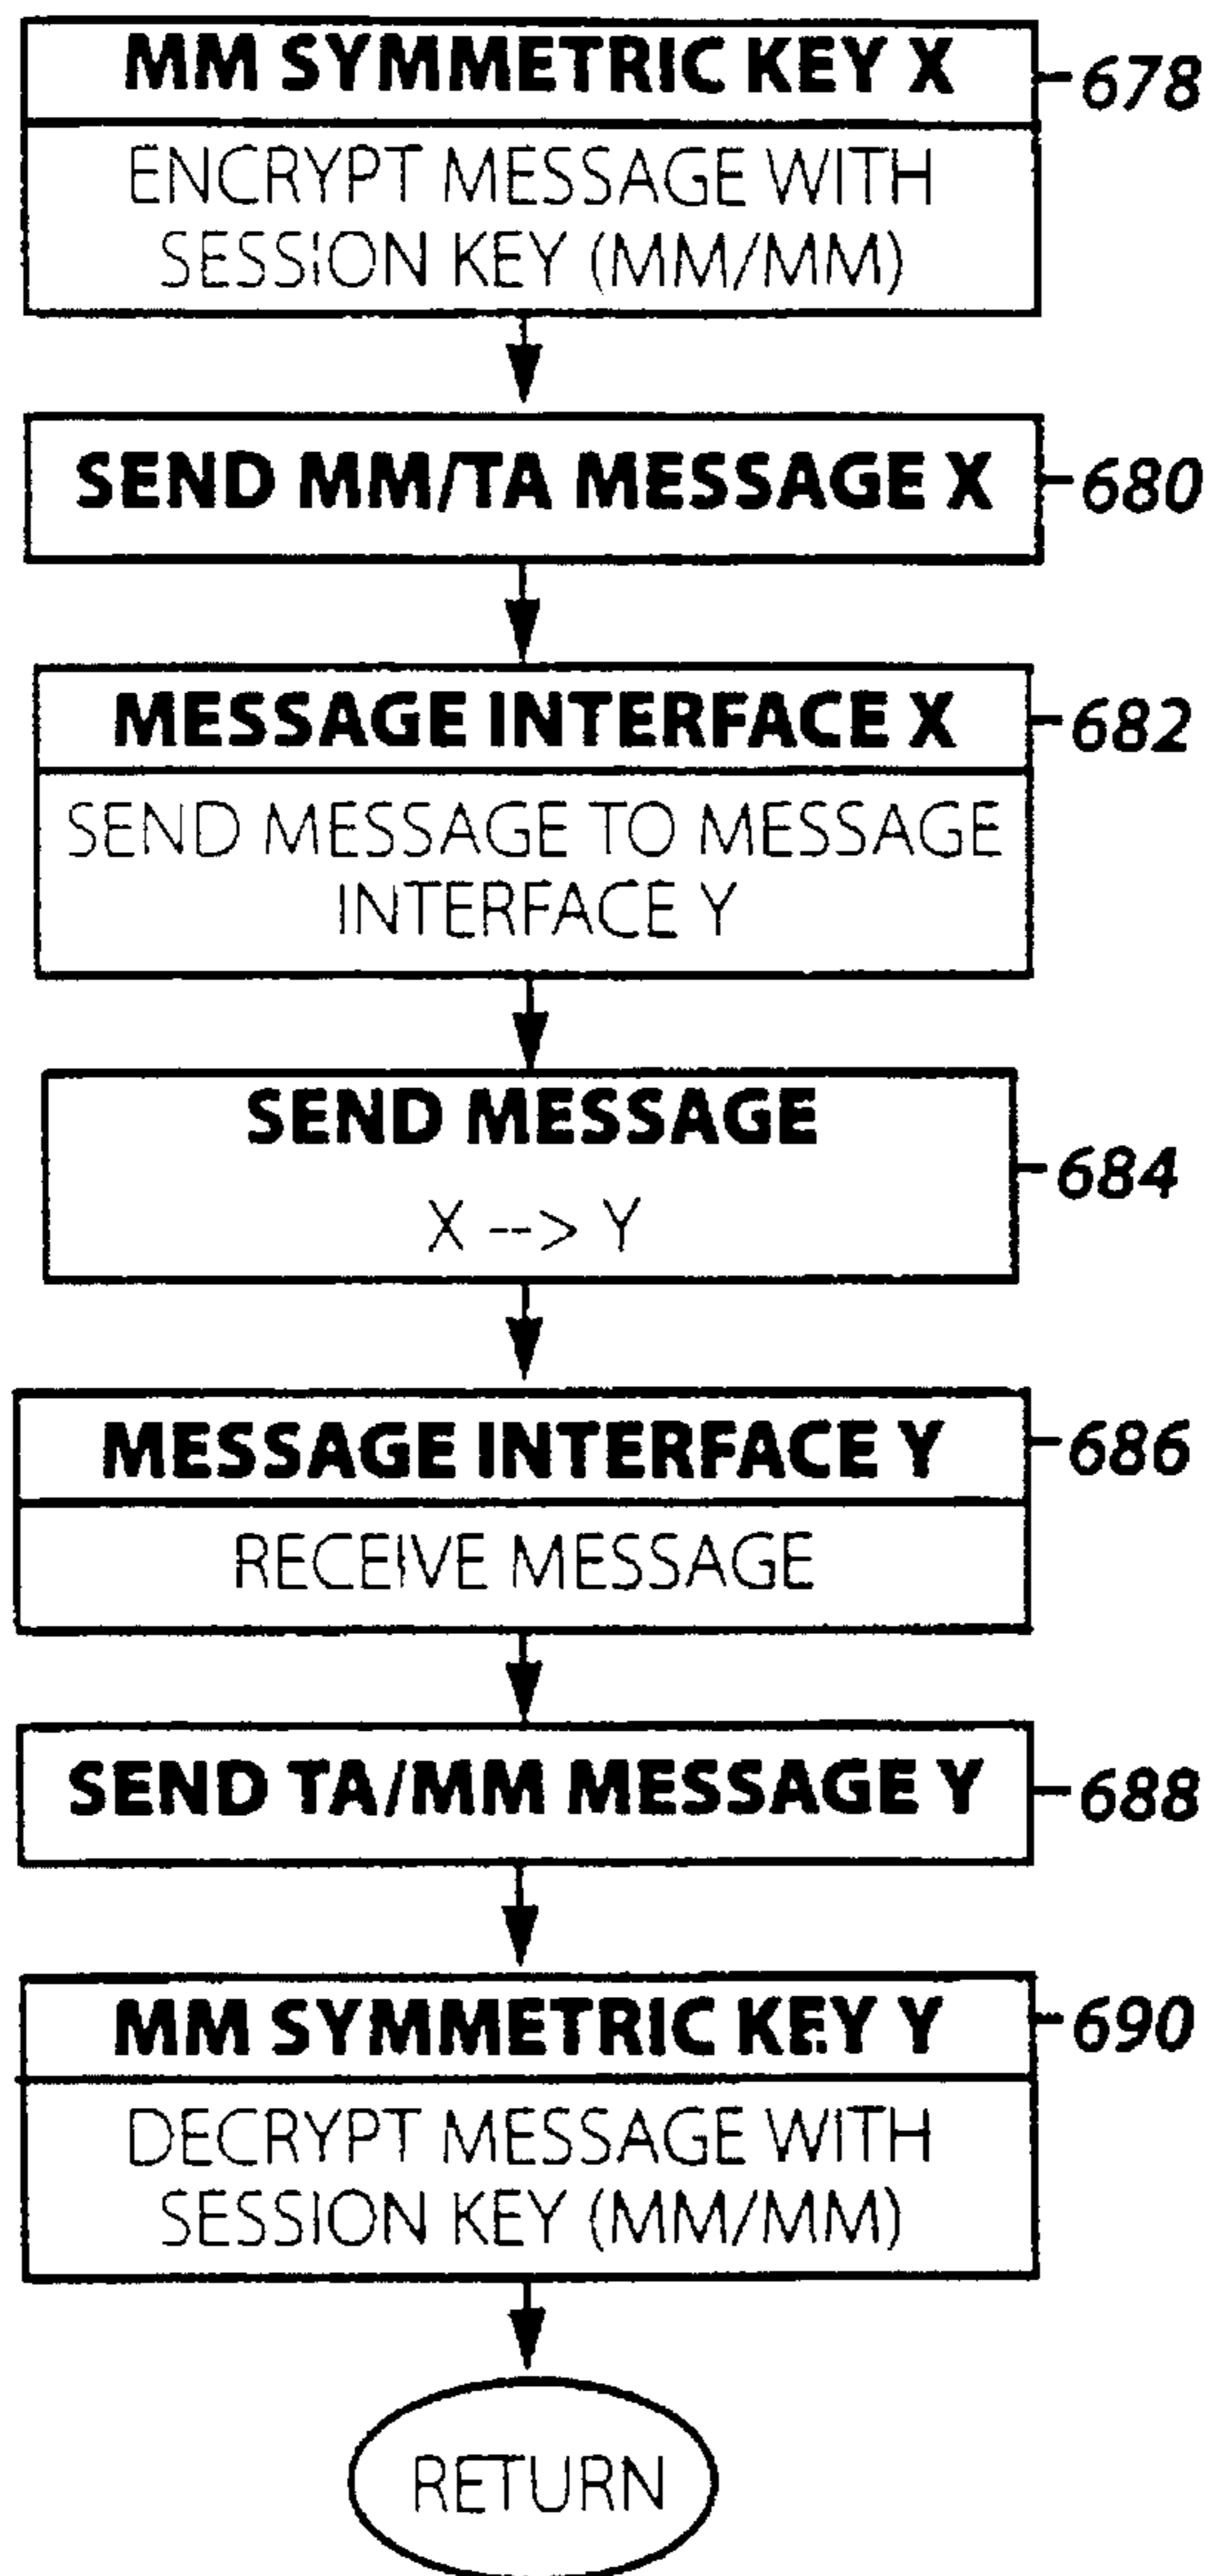 MM SYMMETRIC KEY X
678
ENCRYPT MESSAGE WITH
SESSION KEY (MM/MM)
SEND MM/TA MESSAGE X
680
MESSAGE INTERFACE X
682
SEND MESSAGE TO MESSAGE
INTERFACE Y
SEND MESSAGE
684
X --> Y
MESSAGE INTERFACE Y
686
RECEIVE MESSAGE
SEND TA/MM MESSAGE Y
688
MM SYMMETRIC KEY Y
690
DECRYPT MESSAGE WITH
SESSION KEY (MM/MM)
RETURN